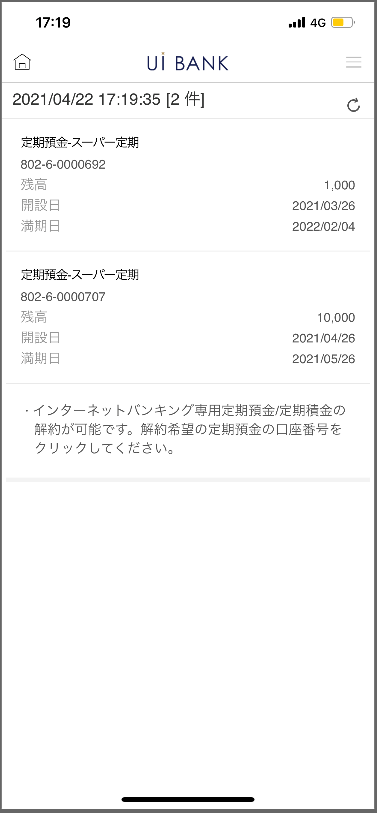 17:19 4G
UI BANK
2021/04/22 17:19:35 [2 件]
定期預金-スーパー定期
802-6-0000692
残高 1,000
開設日 2021/03/26
満期日 2022/02/04
定期預金-スーパー定期
802-6-0000707
残高 10,000
開設日 2021/04/26
満期日 2021/05/26
・インターネットバンキング専用定期預金/定期積金の
解約が可能です。解約希望の定期預金の口座番号を
クリックしてください。